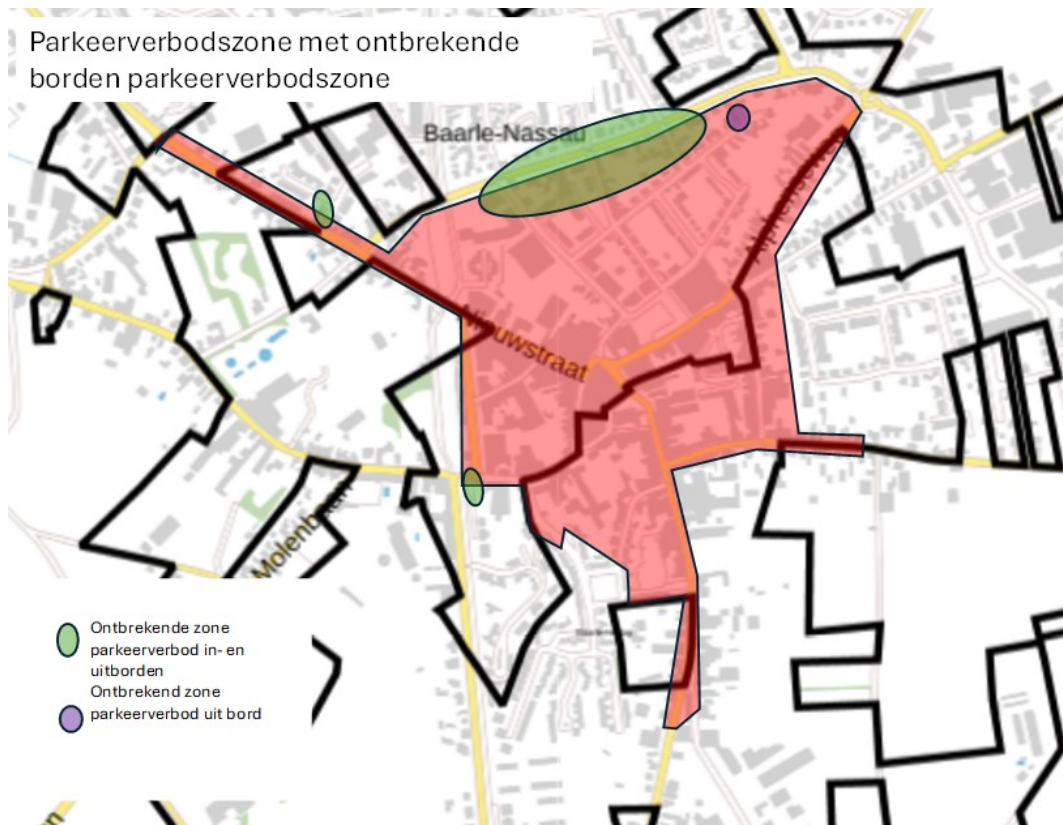 Parkeerverbodszone met ontbrekende
borden parkeerverbodszone
Baarle-Nassau
Nieuwstraat
Molenbaan
Ontbrekende zone
parkeerverbod in- en
uitborden
Ontbrekend zone
parkeerverbod uit bord